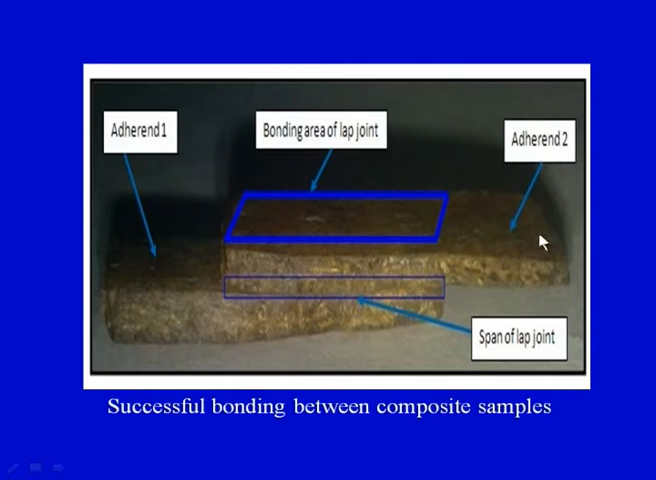 Adherend 1
Bonding area of lap joint
Adherend 2
Span of lap joint
Successful bonding between composite samples